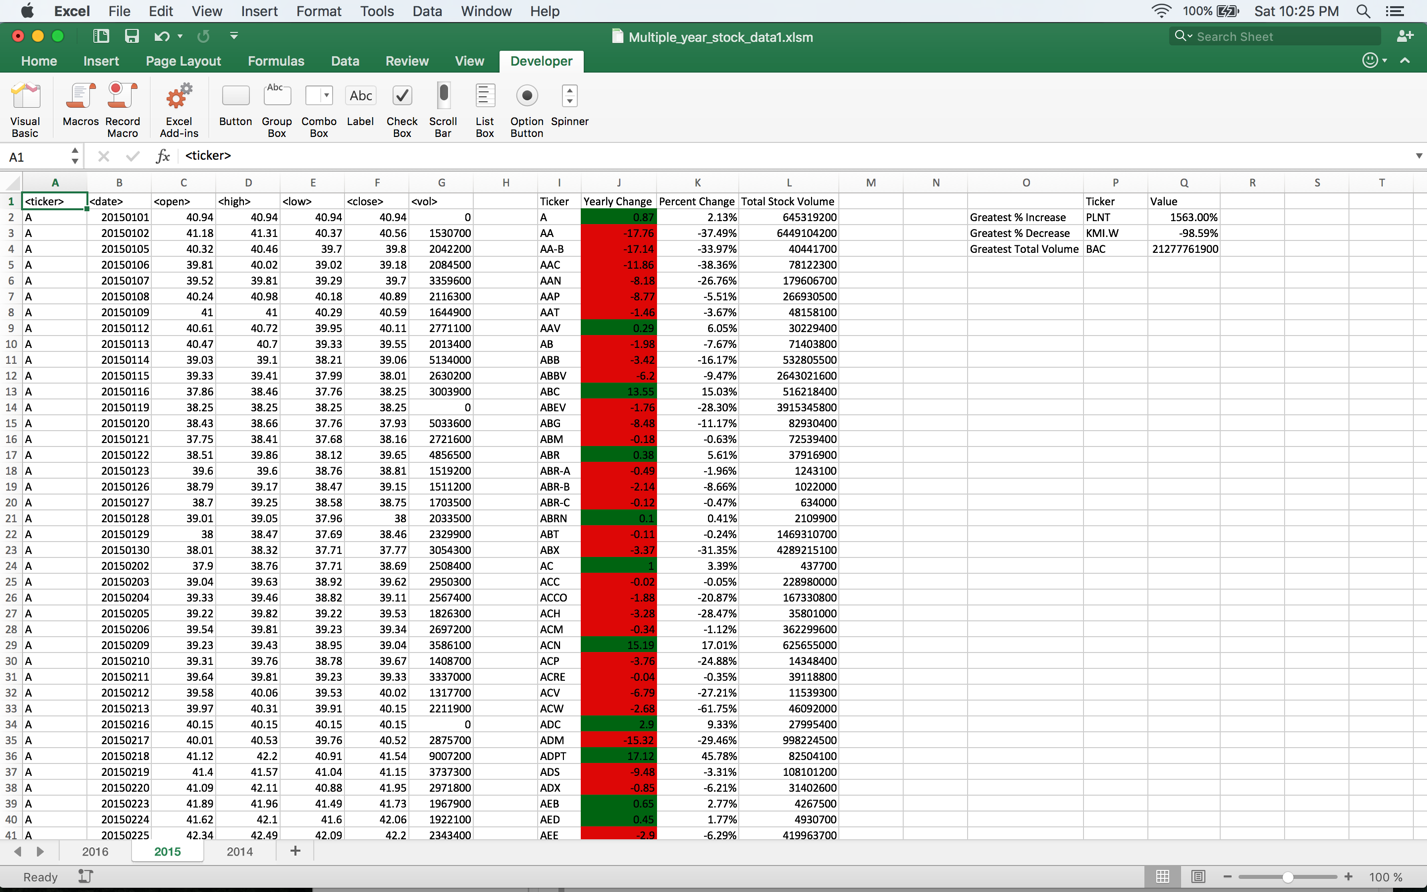 Excel File Edit View Insert Format Tools Data Window Help 100% Sat 10:25 PM
Multiple_year_stock_data1.xlsm Search Sheet
Home Insert Page Layout Formulas Data Review View Developer
Visual Basic Macros Record Macro Excel Add-ins Button Abc Group Box Combo Box Abc Label Check Box Scroll Bar List Box Option Button Spinner
A1 fx <ticker>
A B C D E F G H I J K L M N O P Q R S T
1 <ticker> <date> <open> <high> <low> <close> <vol> Ticker Yearly Change Percent Change Total Stock Volume Ticker Value
2 A 20150101 40.94 40.94 40.94 40.94 0 A 0.87 2.13% 645319200 Greatest % Increase PLNT 1563.00%
3 A 20150102 41.18 41.31 40.37 40.56 1530700 AA -17.76 -37.49% 6449104200 Greatest % Decrease KMI.W -98.59%
4 A 20150105 40.32 40.46 39.7 39.8 2042200 AA-B -17.14 -33.97% 40441700 Greatest Total Volume BAC 21277761900
5 A 20150106 39.81 40.02 39.02 39.18 2084500 AAC -11.86 -38.36% 78122300
6 A 20150107 39.52 39.81 39.29 39.7 3359600 AAN -8.18 -26.76% 179606700
7 A 20150108 40.24 40.98 40.18 40.89 2116300 AAP -8.77 -5.51% 266930500
8 A 20150109 41 41 40.29 40.59 1644900 AAT -1.46 -3.67% 48158100
9 A 20150112 40.61 40.72 39.95 40.11 2771100 AAV 0.29 6.05% 30229400
10 A 20150113 40.47 40.7 39.33 39.55 2013400 AB -1.98 -7.67% 71403800
11 A 20150114 39.03 39.1 38.21 39.06 5134000 ABB -3.42 -16.17% 532805500
12 A 20150115 39.33 39.41 37.99 38.01 2630200 ABBV -6.2 -9.47% 2643021600
13 A 20150116 37.86 38.46 37.76 38.25 3003900 ABC 13.55 15.03% 516218400
14 A 20150119 38.25 38.25 38.25 38.25 0 ABEV -1.76 -28.30% 3915345800
15 A 20150120 38.43 38.66 37.76 37.93 5033600 ABG -8.48 -11.17% 82930400
16 A 20150121 37.75 38.41 37.68 38.16 2721600 ABM -0.18 -0.63% 72539400
17 A 20150122 38.51 39.86 38.12 39.65 4856500 ABR 0.38 5.61% 37916900
18 A 20150123 39.6 39.6 38.76 38.81 1519200 ABR-A -0.49 -1.96% 1243100
19 A 20150126 38.79 39.17 38.47 39.15 1511200 ABR-B -2.14 -8.66% 1022000
20 A 20150127 38.7 39.25 38.58 38.75 1703500 ABR-C -0.12 -0.47% 634000
21 A 20150128 39.01 39.05 37.96 38 2033500 ABRN 0.1 0.41% 2109900
22 A 20150129 38 38.47 37.69 38.46 2329900 ABT -0.11 -0.24% 1469310700
23 A 20150130 38.01 38.32 37.71 37.77 3054300 ABX -3.37 -31.35% 4289215100
24 A 20150202 37.9 38.76 37.71 38.69 2508400 AC 1 3.39% 437700
25 A 20150203 39.04 39.63 38.92 39.62 2950300 ACC -0.02 -0.05% 228980000
26 A 20150204 39.33 39.46 38.82 39.11 2567400 ACCO -1.88 -20.87% 167330800
27 A 20150205 39.22 39.82 39.22 39.53 1826300 ACH -3.28 -28.47% 35801000
28 A 20150206 39.54 39.81 39.23 39.34 2697200 ACM -0.34 -1.12% 362299600
29 A 20150209 39.23 39.43 38.95 39.04 3586100 ACN 15.19 17.01% 625655000
30 A 20150210 39.31 39.76 38.78 39.67 1408700 ACP -3.76 -24.88% 14348400
31 A 20150211 39.64 39.81 39.23 39.33 3337000 ACRE -0.04 -0.35% 39118800
32 A 20150212 39.58 40.06 39.53 40.02 1317700 ACV -6.79 -27.21% 11539300
33 A 20150213 39.97 40.31 39.91 40.15 2211900 ACW -2.68 -61.75% 46092000
34 A 20150216 40.15 40.15 40.15 40.15 0 ADC 2.9 9.33% 27995400
35 A 20150217 40.01 40.53 39.76 40.52 2875700 ADM -15.32 -29.46% 998224500
36 A 20150218 41.12 42.2 40.91 41.54 9007200 ADPT 17.12 45.78% 82504100
37 A 20150219 41.4 41.57 41.04 41.15 3737300 ADS -9.48 -3.31% 108101200
38 A 20150220 41.09 42.11 40.88 41.95 2971800 ADX -0.85 -6.21% 31402600
39 A 20150223 41.89 41.96 41.49 41.73 1967900 AEB 0.65 2.77% 4267500
40 A 20150224 41.62 42.1 41.6 42.06 1922100 AED 0.45 1.77% 4930700
41 A 20150225 42.34 42.49 42.09 42.2 2343400 AEE -2.9 -6.29% 419963700
2016 2015 2014 +
Ready 100 %